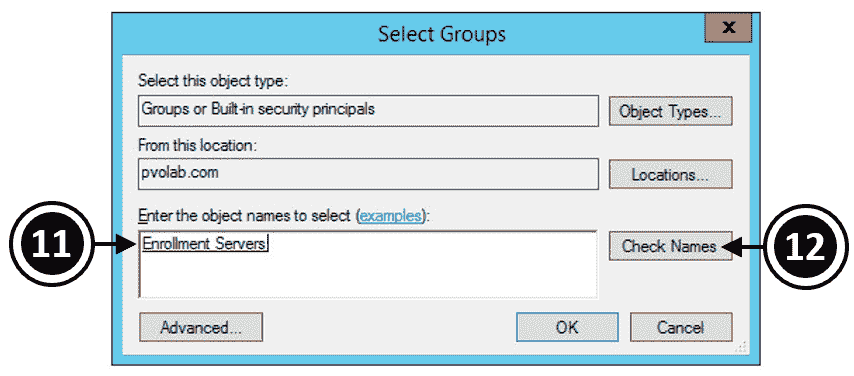 Select Groups
x
Select this object type:
Groups or Built-in security principals
Object Types...
From this location:
pvolab.com
Locations...
Enter the object names to select (examples):
11
Enrollment Servers
Check Names
12
Advanced...
OK
Cancel